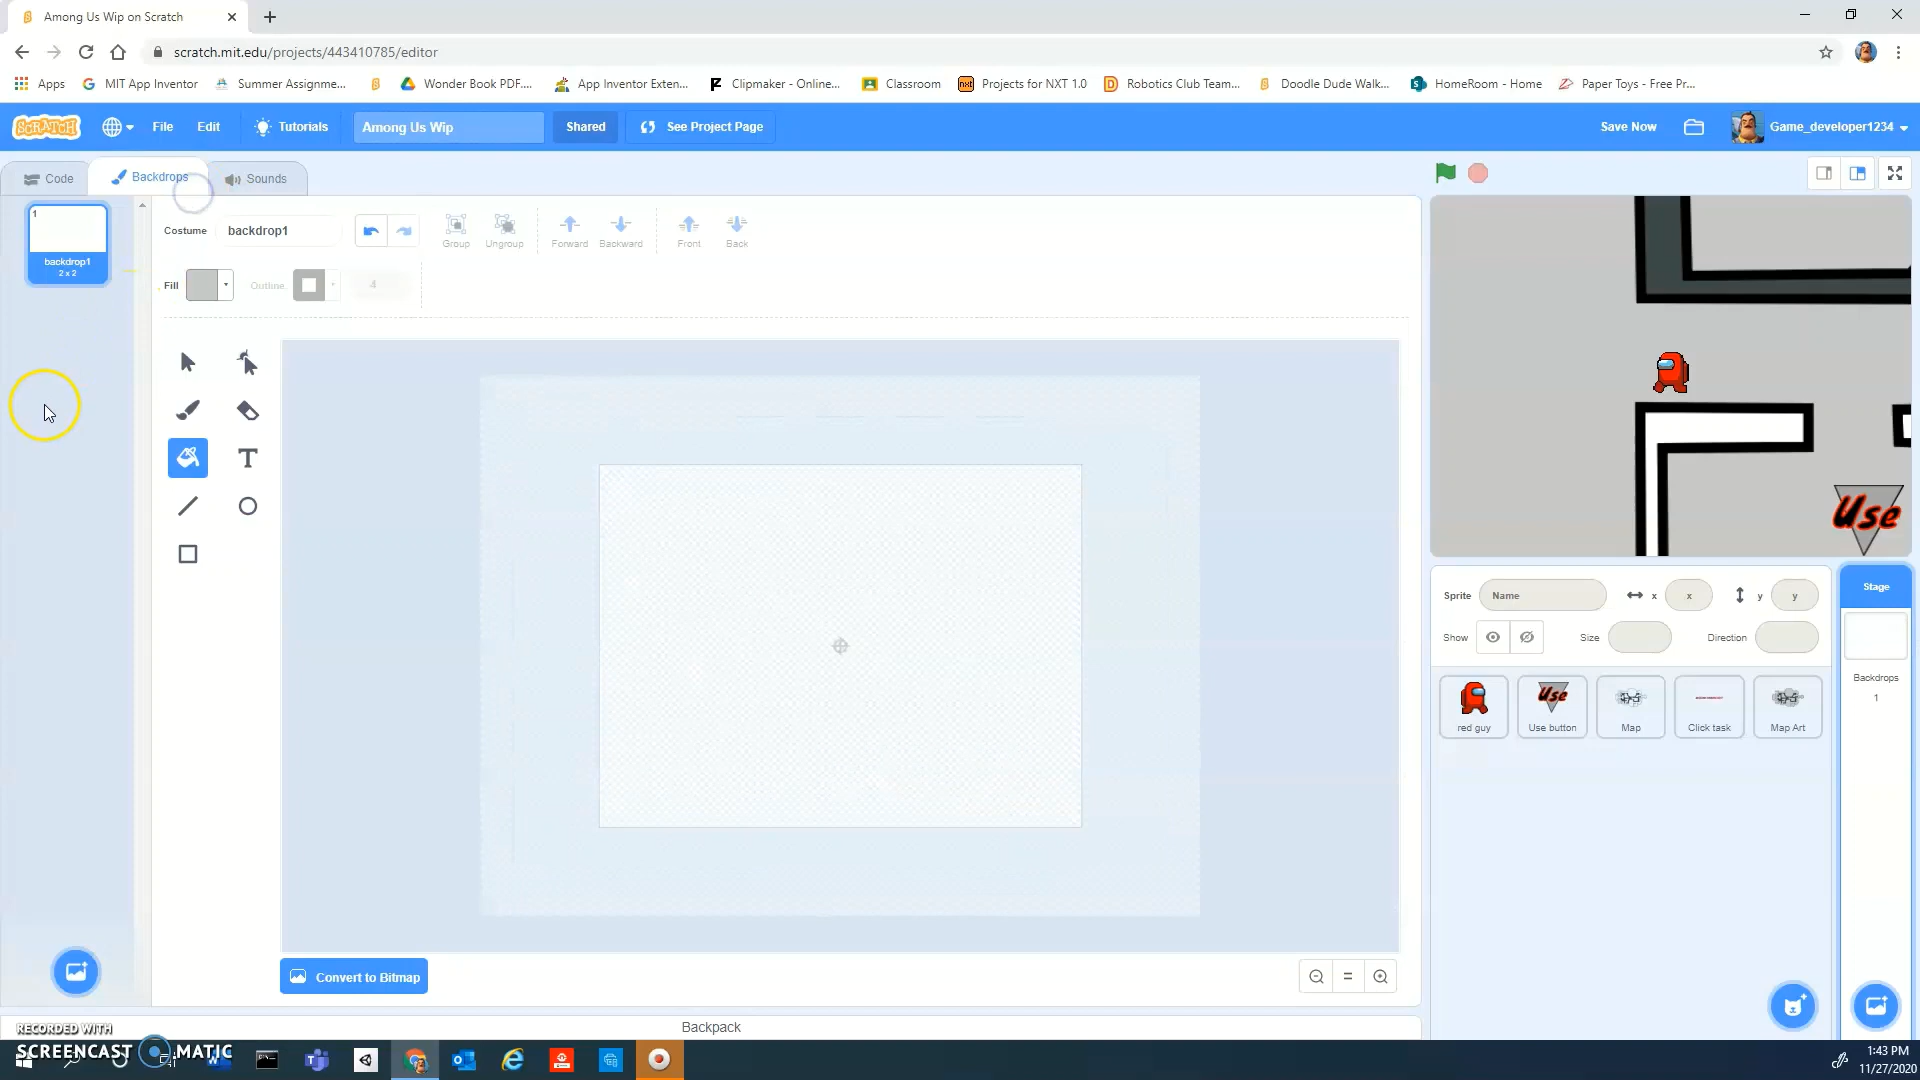 Among Us Wip on Scratch
scratch.mit.edu/projects/443410785/editor
Apps
MIT App Inventor
Summer Assignme...
Wonder Book PDF....
App Inventor Exten...
Clipmaker - Online...
Classroom
Projects for NXT 1.0
Robotics Club Team...
Doodle Dude Walk...
HomeRoom - Home
Paper Toys - Free Pr...
SCRATCH
File
Edit
Tutorials
Among Us Wip
Shared
See Project Page
Save Now
Game_developer1234
Code
Backdrops
Sounds
1
backdrop1
2 x 2
Costume
backdrop1
Group
Ungroup
Forward
Backward
Front
Back
Fill
Outline
4
Convert to Bitmap
Backpack
Use
Sprite
Name
x
x
y
y
Show
Size
Direction
red guy
Use
Use button
Map
Click task
Map Art
Stage
Backdrops
1
RECORDED WITH
SCREENCAST MATIC
1:43 PM
11/27/2020